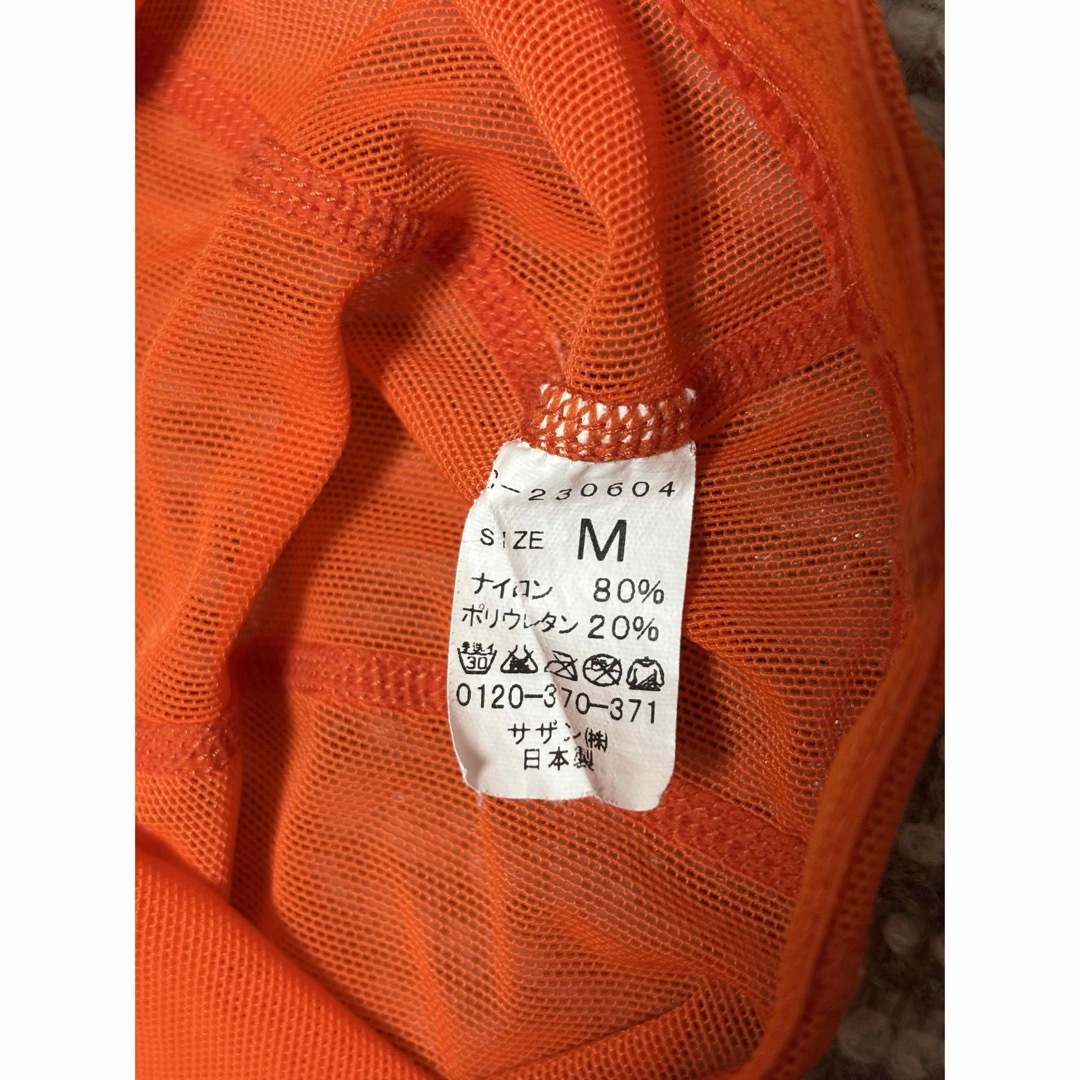 C-230604
SIZE M
ナイロン 80%
ポリウレタン 20%
30
0120-370-371
サザン(株)
日本製